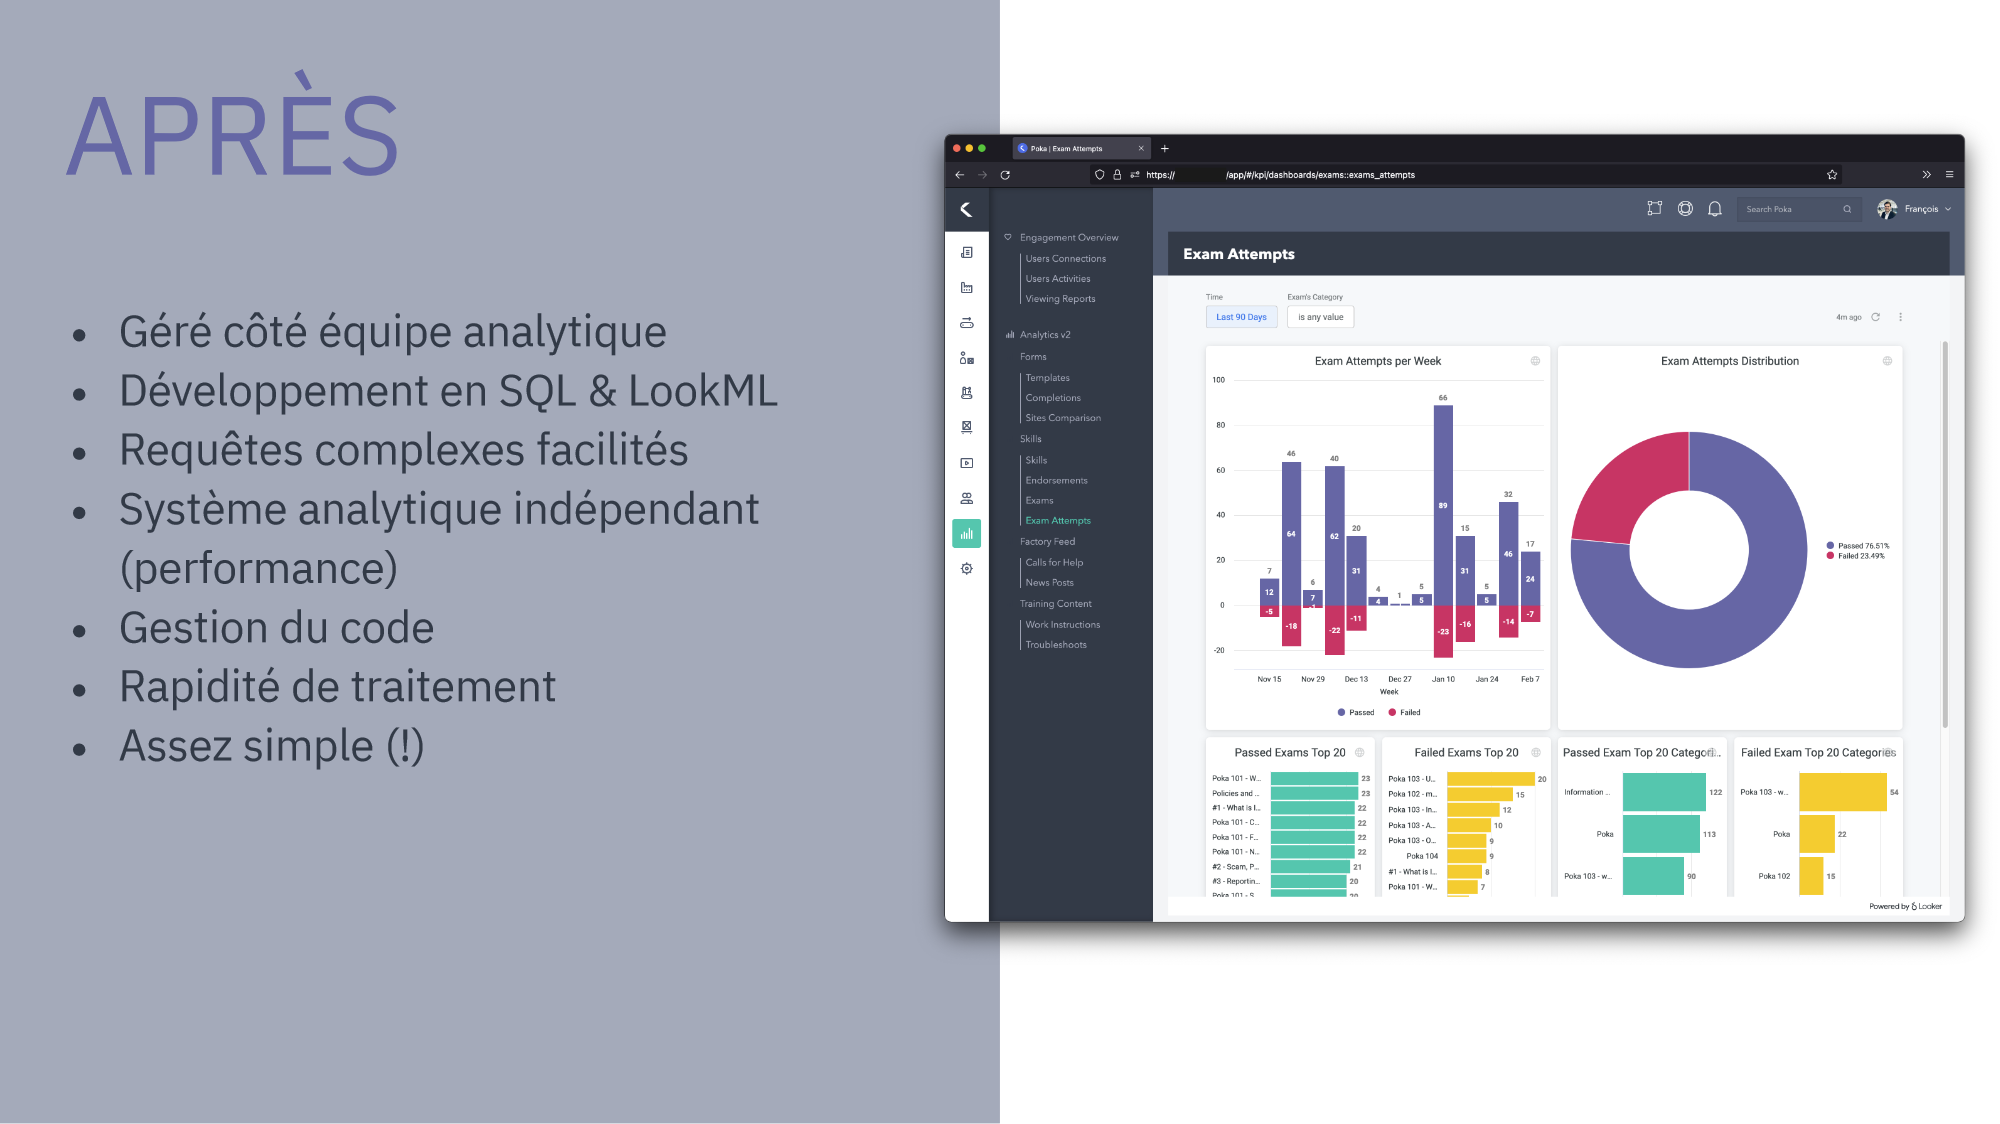 APRÈS
• Géré côté équipe analytique
• Développement en SQL & LookML
• Requêtes complexes facilités
• Système analytique indépendant
(performance)
• Gestion du code
• Rapidité de traitement
• Assez simple (!)
Poka | Exam Attempts
https:// /app/#/kpi/dashboards/exams::exams_attempts
Search Poka
François
Engagement Overview
Users Connections
Users Activities
Viewing Reports
Analytics v2
Forms
Templates
Completions
Sites Comparison
Skills
Skills
Endorsements
Exams
Exam Attempts
Factory Feed
Calls for Help
News Posts
Training Content
Work Instructions
Troubleshoots
Exam Attempts
Time Exam's Category
Last 90 Days is any value
4m ago
Exam Attempts per Week
100
80
60
40
20
0
-20
7 46 6 40 20 4 1 5 66 15 5 32 17
12 64 7 62 31 4 5 89 31 5 46 24
-5 -18 -1 -22 -11 -23 -16 -14 -7
Nov 15 Nov 29 Dec 13 Dec 27 Jan 10 Jan 24 Feb 7
Week
Passed Failed
Exam Attempts Distribution
Passed 76.51%
Failed 23.49%
Passed Exams Top 20
Poka 101 - W... 23
Policies and ... 23
#1 - What is I... 22
Poka 101 - C... 22
Poka 101 - F... 22
Poka 101 - N... 22
#2 - Scam, P... 21
#3 - Reportin... 20
Poka 101 - S... 20
Failed Exams Top 20
Poka 103 - U... 20
Poka 102 - m... 15
Poka 103 - In... 12
Poka 103 - A... 10
Poka 103 - O... 9
Poka 104 9
#1 - What is I... 8
Poka 101 - W... 7
Passed Exam Top 20 Categori...
Information ... 122
Poka 113
Poka 103 - w... 90
Failed Exam Top 20 Categories
Poka 103 - w... 54
Poka 22
Poka 102 15
Powered by Looker